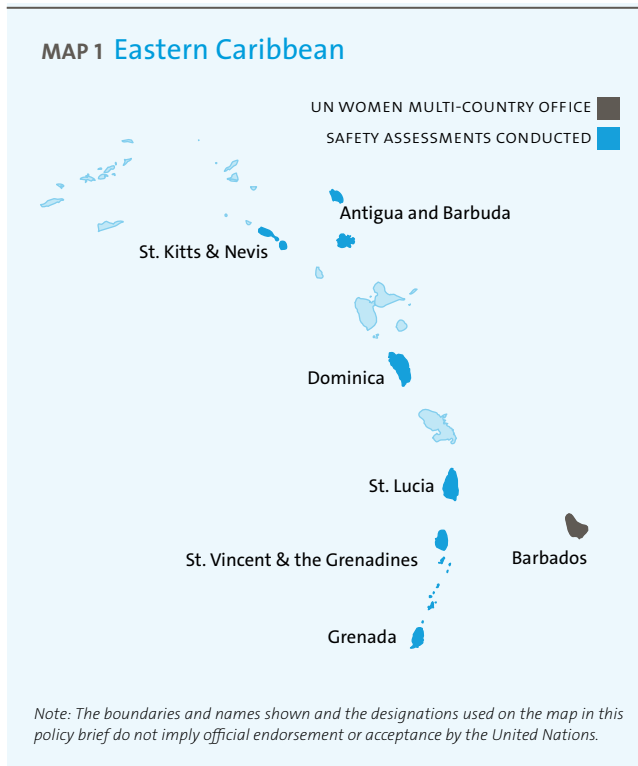 MAP 1 Eastern Caribbean
UN WOMEN MULTI-COUNTRY OFFICE
SAFETY ASSESSMENTS CONDUCTED
Antigua and Barbuda
St. Kitts & Nevis
Dominica
St. Lucia
St. Vincent & the Grenadines
Barbados
Grenada
Note: The boundaries and names shown and the designations used on the map in this
policy brief do not imply official endorsement or acceptance by the United Nations.